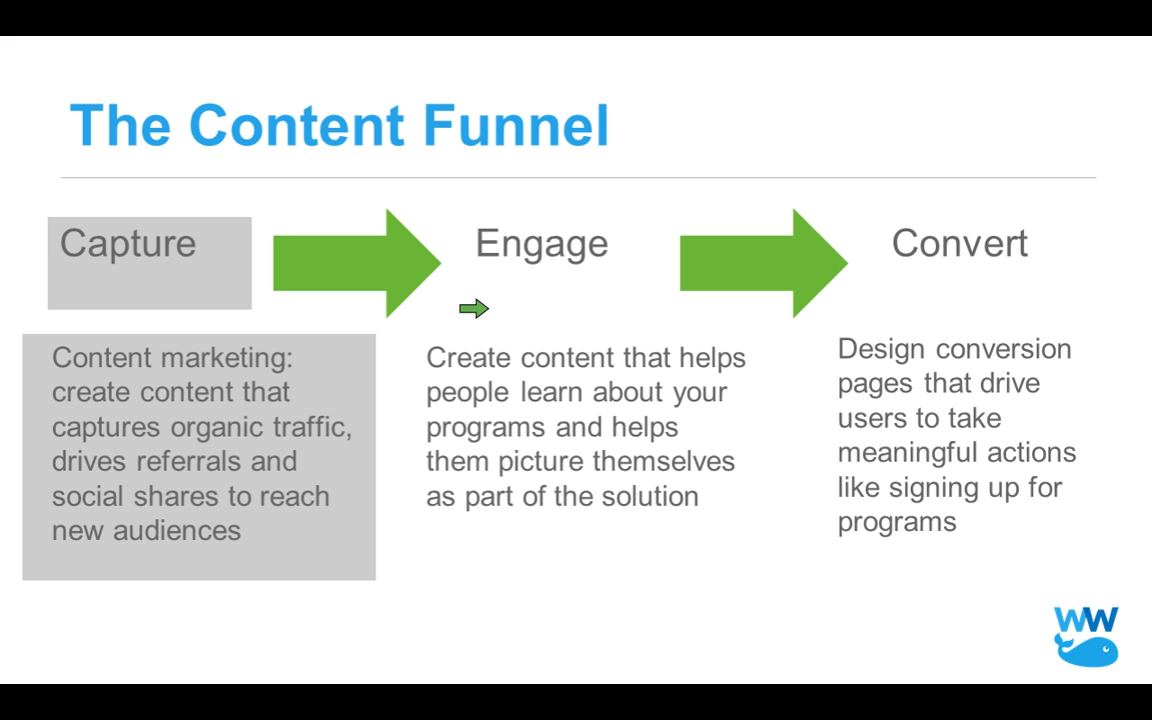 The Content Funnel
Capture
Engage
Convert
Content marketing:
create content that
captures organic traffic,
drives referrals and
social shares to reach
new audiences
Create content that helps
people learn about your
programs and helps
them picture themselves
as part of the solution
Design conversion
pages that drive
users to take
meaningful actions
like signing up for
programs
WW